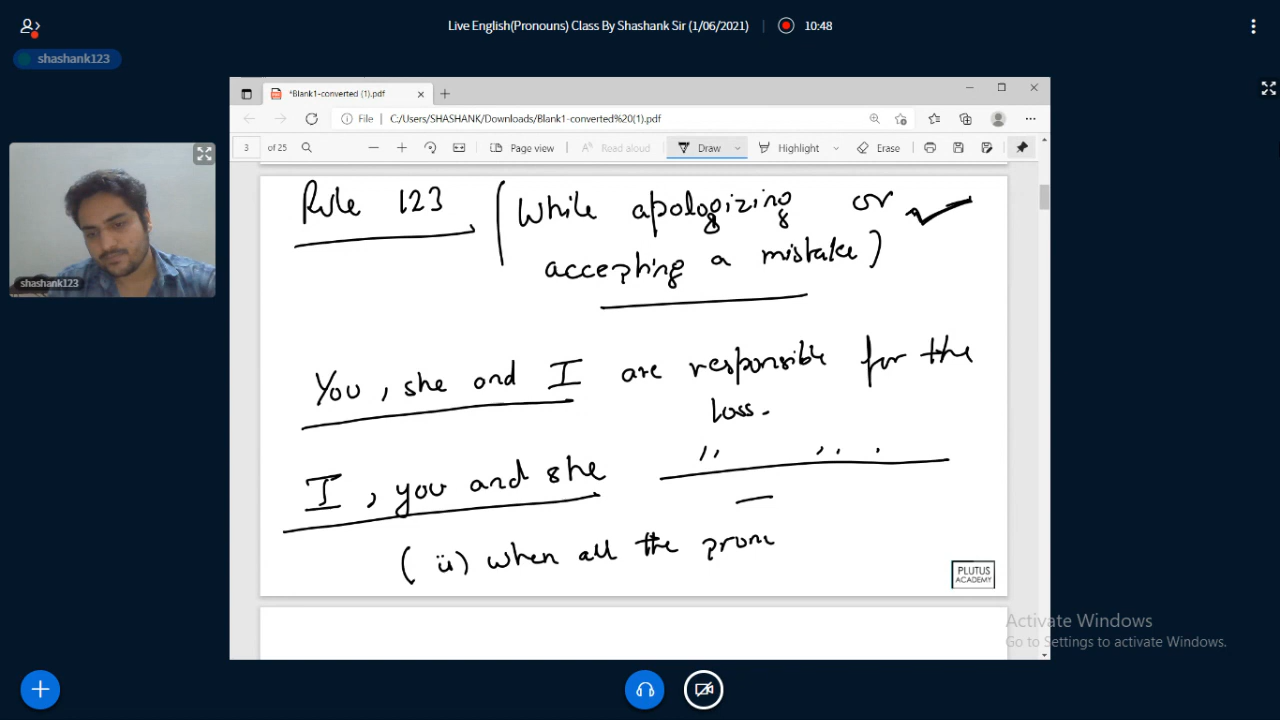 Live English(Pronouns) Class By Shashank Sir (1/06/2021)
10:48
shashank123
*Blank1-converted (1).pdf
File
C:/Users/SHASHANK/Downloads/Blank1-converted%20(1).pdf
3 of 25
Page view
Read aloud
Draw
Highlight
Erase
Rule 123 (While apologizing or
accepting a mistake)
You, she and I are responsible for the
loss.
I, you and she " " .
(ii) when all the pronu
PLUTUS
ACADEMY
shashank123
Activate Windows
Go to Settings to activate Windows.